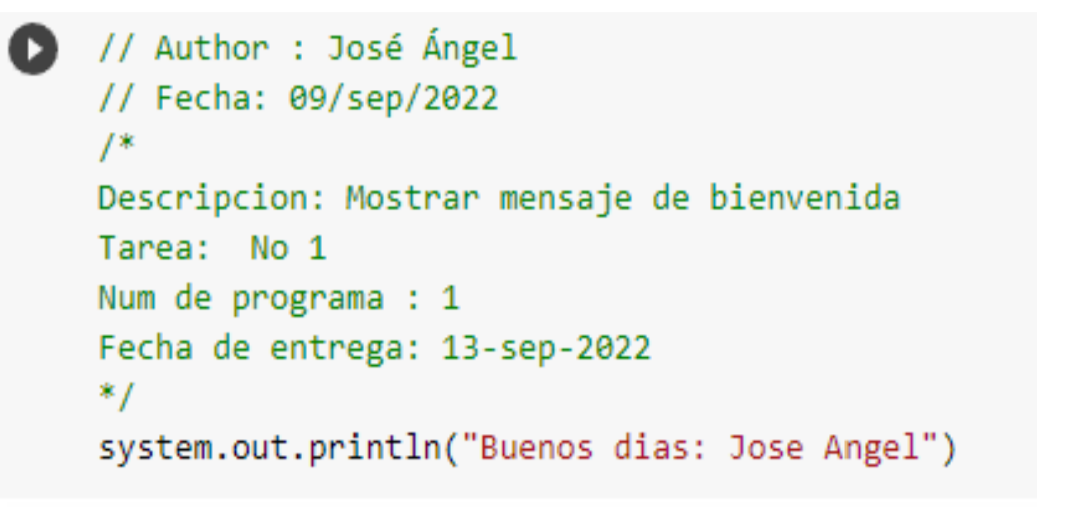 // Author : José Ángel
// Fecha: 09/sep/2022
/*
Descripcion: Mostrar mensaje de bienvenida
Tarea:  No 1
Num de programa : 1
Fecha de entrega: 13-sep-2022
*/
system.out.println("Buenos dias: Jose Angel")